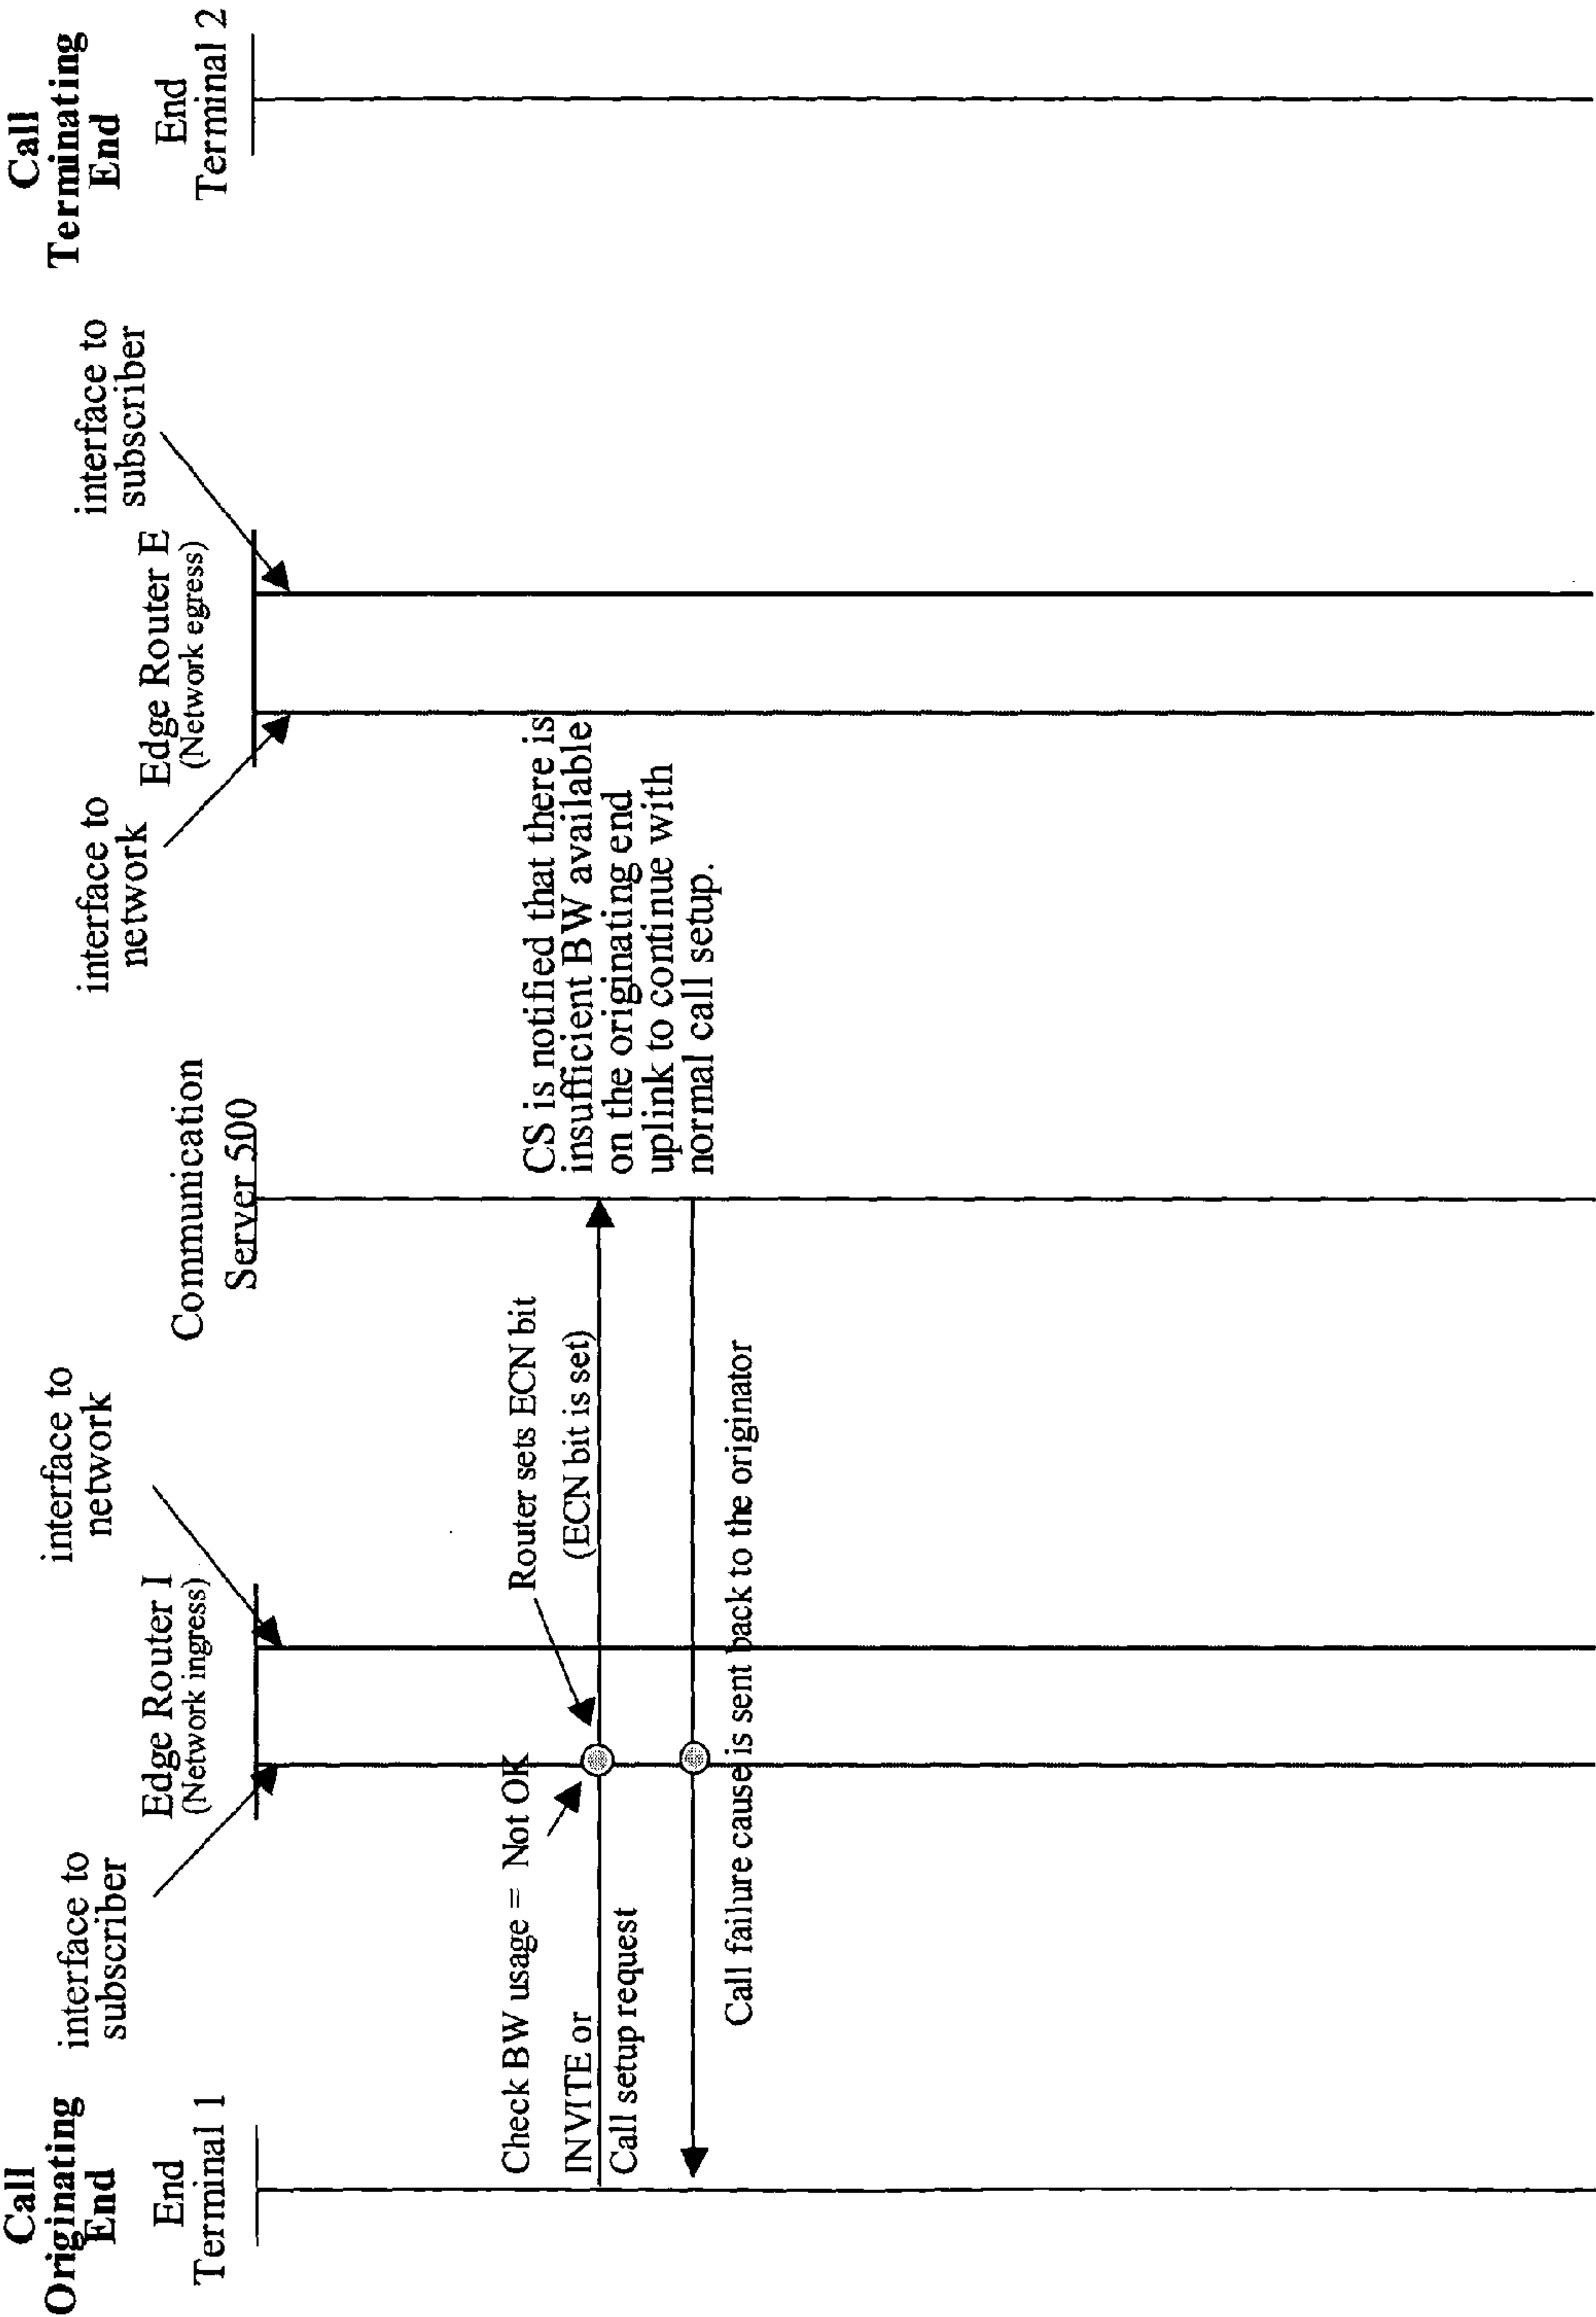 Call
Originating
End
End
Terminal 1
interface to
subscriber
Edge Router I
(Network ingress)
interface to
network
Communication
Server 500
interface to
network
Edge Router E
(Network egress)
interface to
subscriber
Call
Terminating
End
End
Terminal 2
Check BW usage = Not OK
INVITE or
Call setup request
Router sets ECN bit
(ECN bit is set)
CS is notified that there is
insufficient BW available
on the originating end
uplink to continue with
normal call setup.
Call failure cause is sent back to the originator